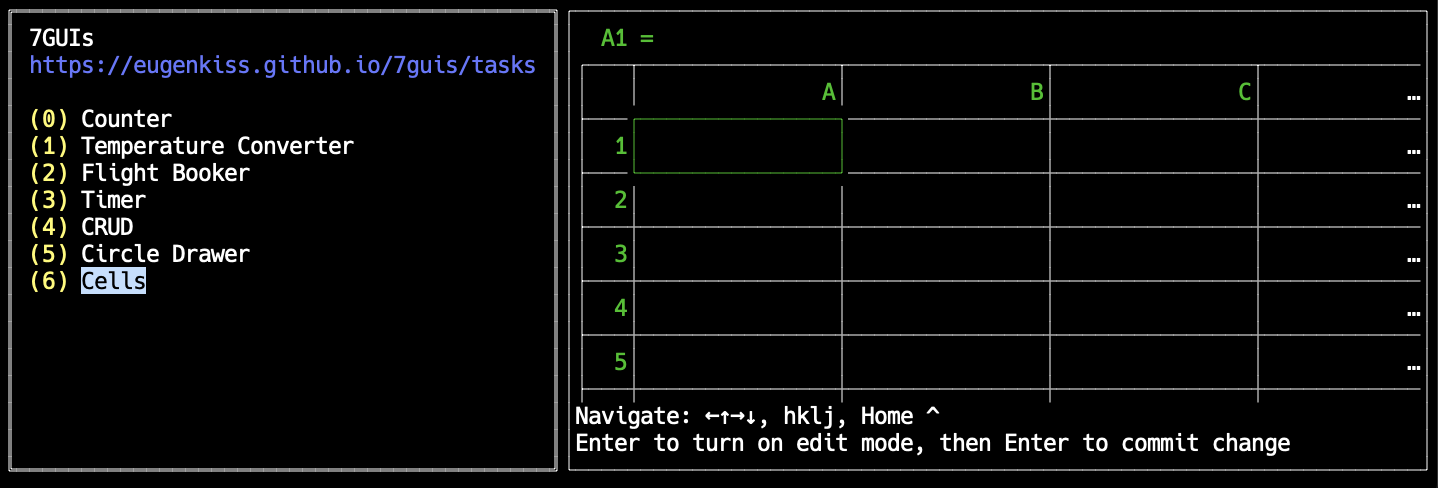 7GUIs
https://eugenkiss.github.io/7guis/tasks
(0) Counter
(1) Temperature Converter
(2) Flight Booker
(3) Timer
(4) CRUD
(5) Circle Drawer
(6) Cells
A1 =
A B C …
1 …
2 …
3 …
4 …
5 …
Navigate: ←↑→↓, hklj, Home ^
Enter to turn on edit mode, then Enter to commit change